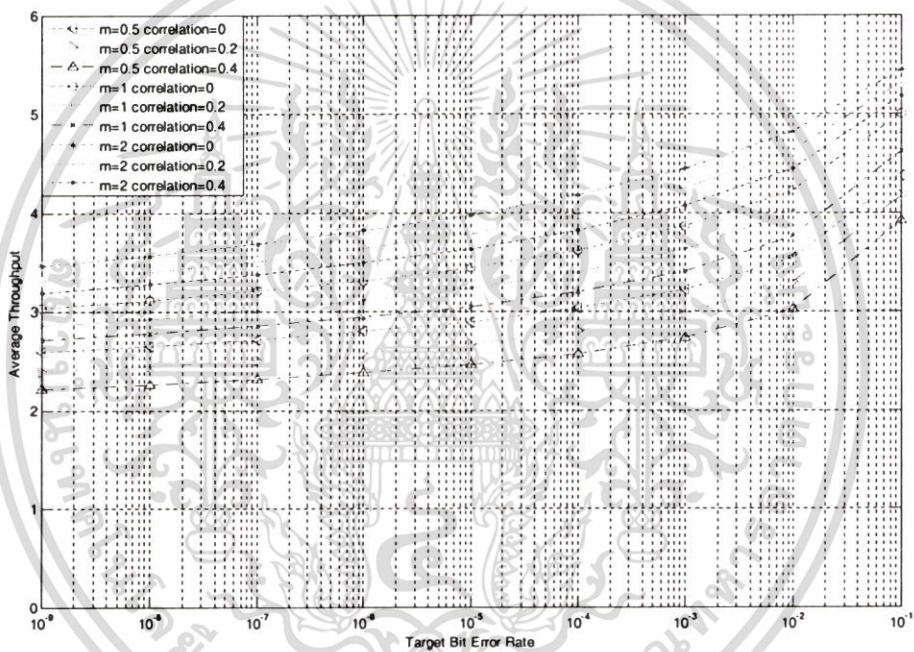 6
5
4
3
2
1
0
Average Throughput
m=0.5 correlation=0
m=0.5 correlation=0.2
m=0.5 correlation=0.4
m=1 correlation=0
m=1 correlation=0.2
m=1 correlation=0.4
m=2 correlation=0
m=2 correlation=0.2
m=2 correlation=0.4
10⁻⁹ 10⁻⁸ 10⁻⁷ 10⁻⁶ 10⁻⁵ 10⁻⁴ 10⁻³ 10⁻² 10⁻¹
Target Bit Error Rate